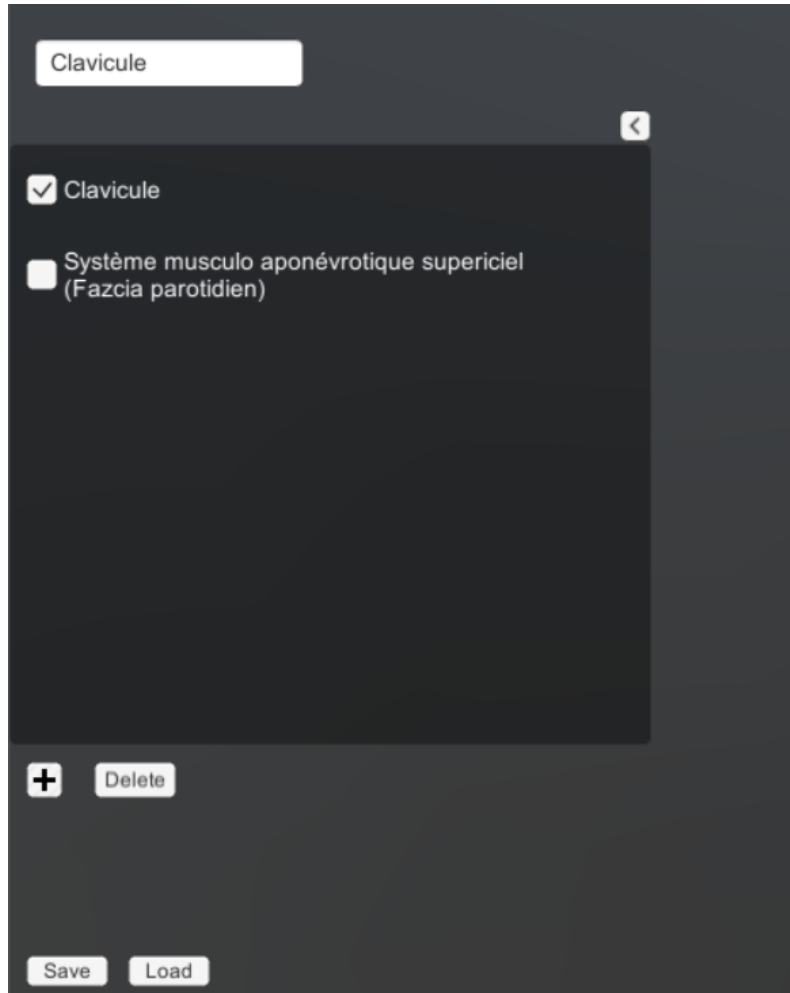 Clavicule
Clavicule
Système musculo aponévrotique supericiel
(Fazcia parotidien)
Delete
Save
Load